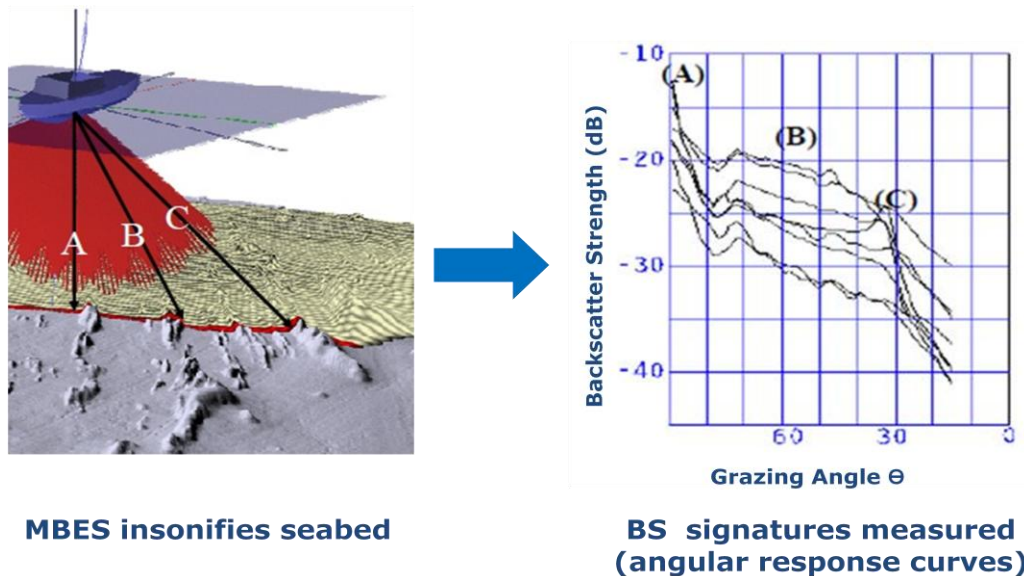 A
B
C
MBES insonifies seabed
Backscatter Strength (dB)
-10
-20
-30
-40
(A)
(B)
(C)
60
30
0
Grazing Angle Ө
BS signatures measured
(angular response curves)